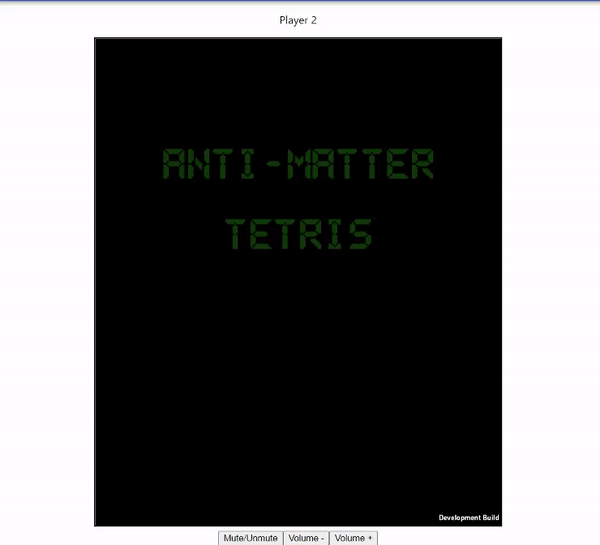 Player 2
ANTI-MATTER
TETRIS
Development Build
Mute/Unmute Volume - Volume +